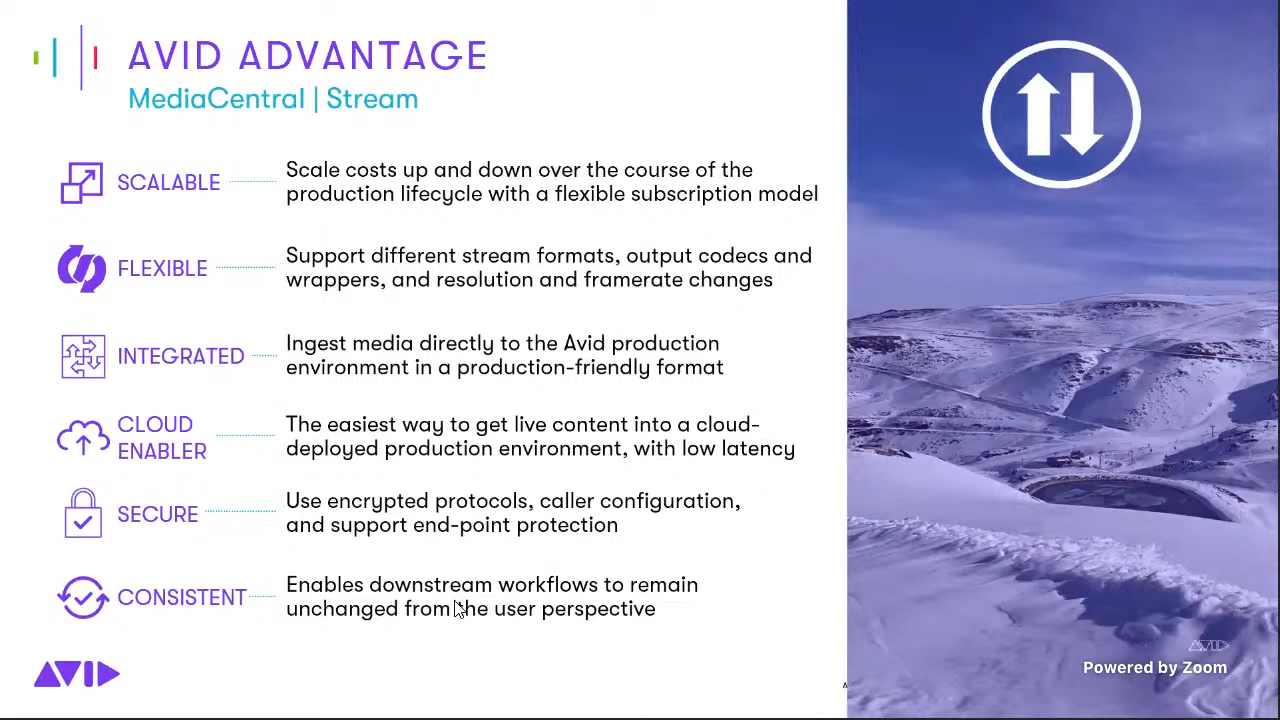 AVID ADVANTAGE
MediaCentral | Stream
SCALABLE
Scale costs up and down over the course of the
production lifecycle with a flexible subscription model
FLEXIBLE
Support different stream formats, output codecs and
wrappers, and resolution and framerate changes
INTEGRATED
Ingest media directly to the Avid production
environment in a production-friendly format
CLOUD
ENABLER
The easiest way to get live content into a cloud-
deployed production environment, with low latency
SECURE
Use encrypted protocols, caller configuration,
and support end-point protection
CONSISTENT
Enables downstream workflows to remain
unchanged from the user perspective
AVID
AVID
Powered by Zoom